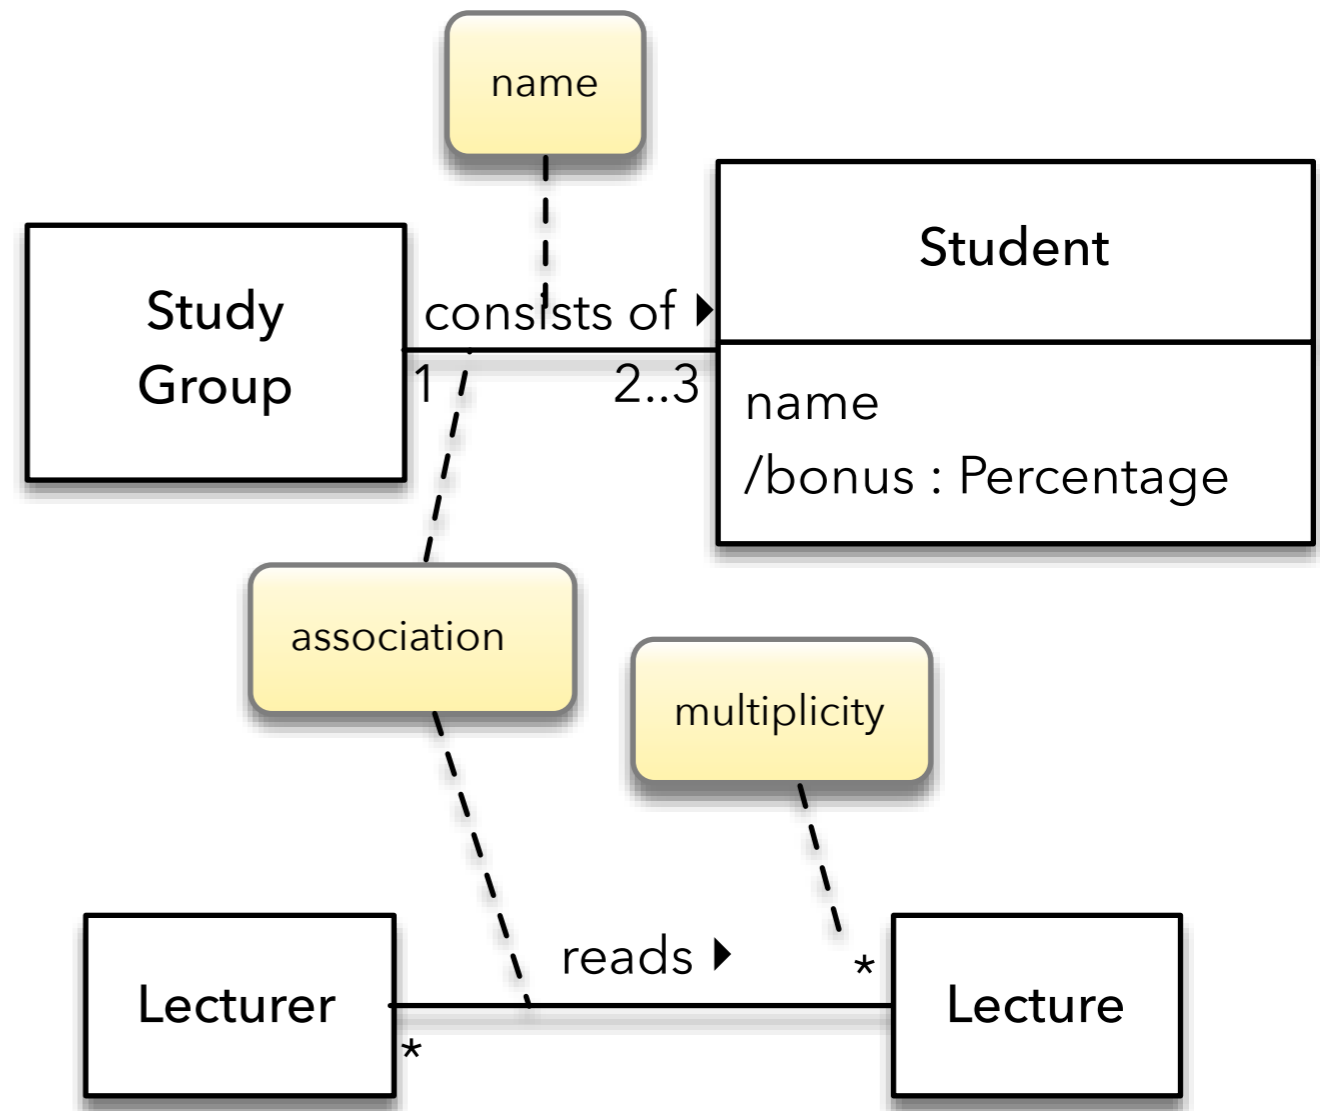 name
Student
Study
Group
consists of ▶
1
2..3
name
/bonus : Percentage
association
multiplicity
reads ▶
*
Lecturer
Lecture
*